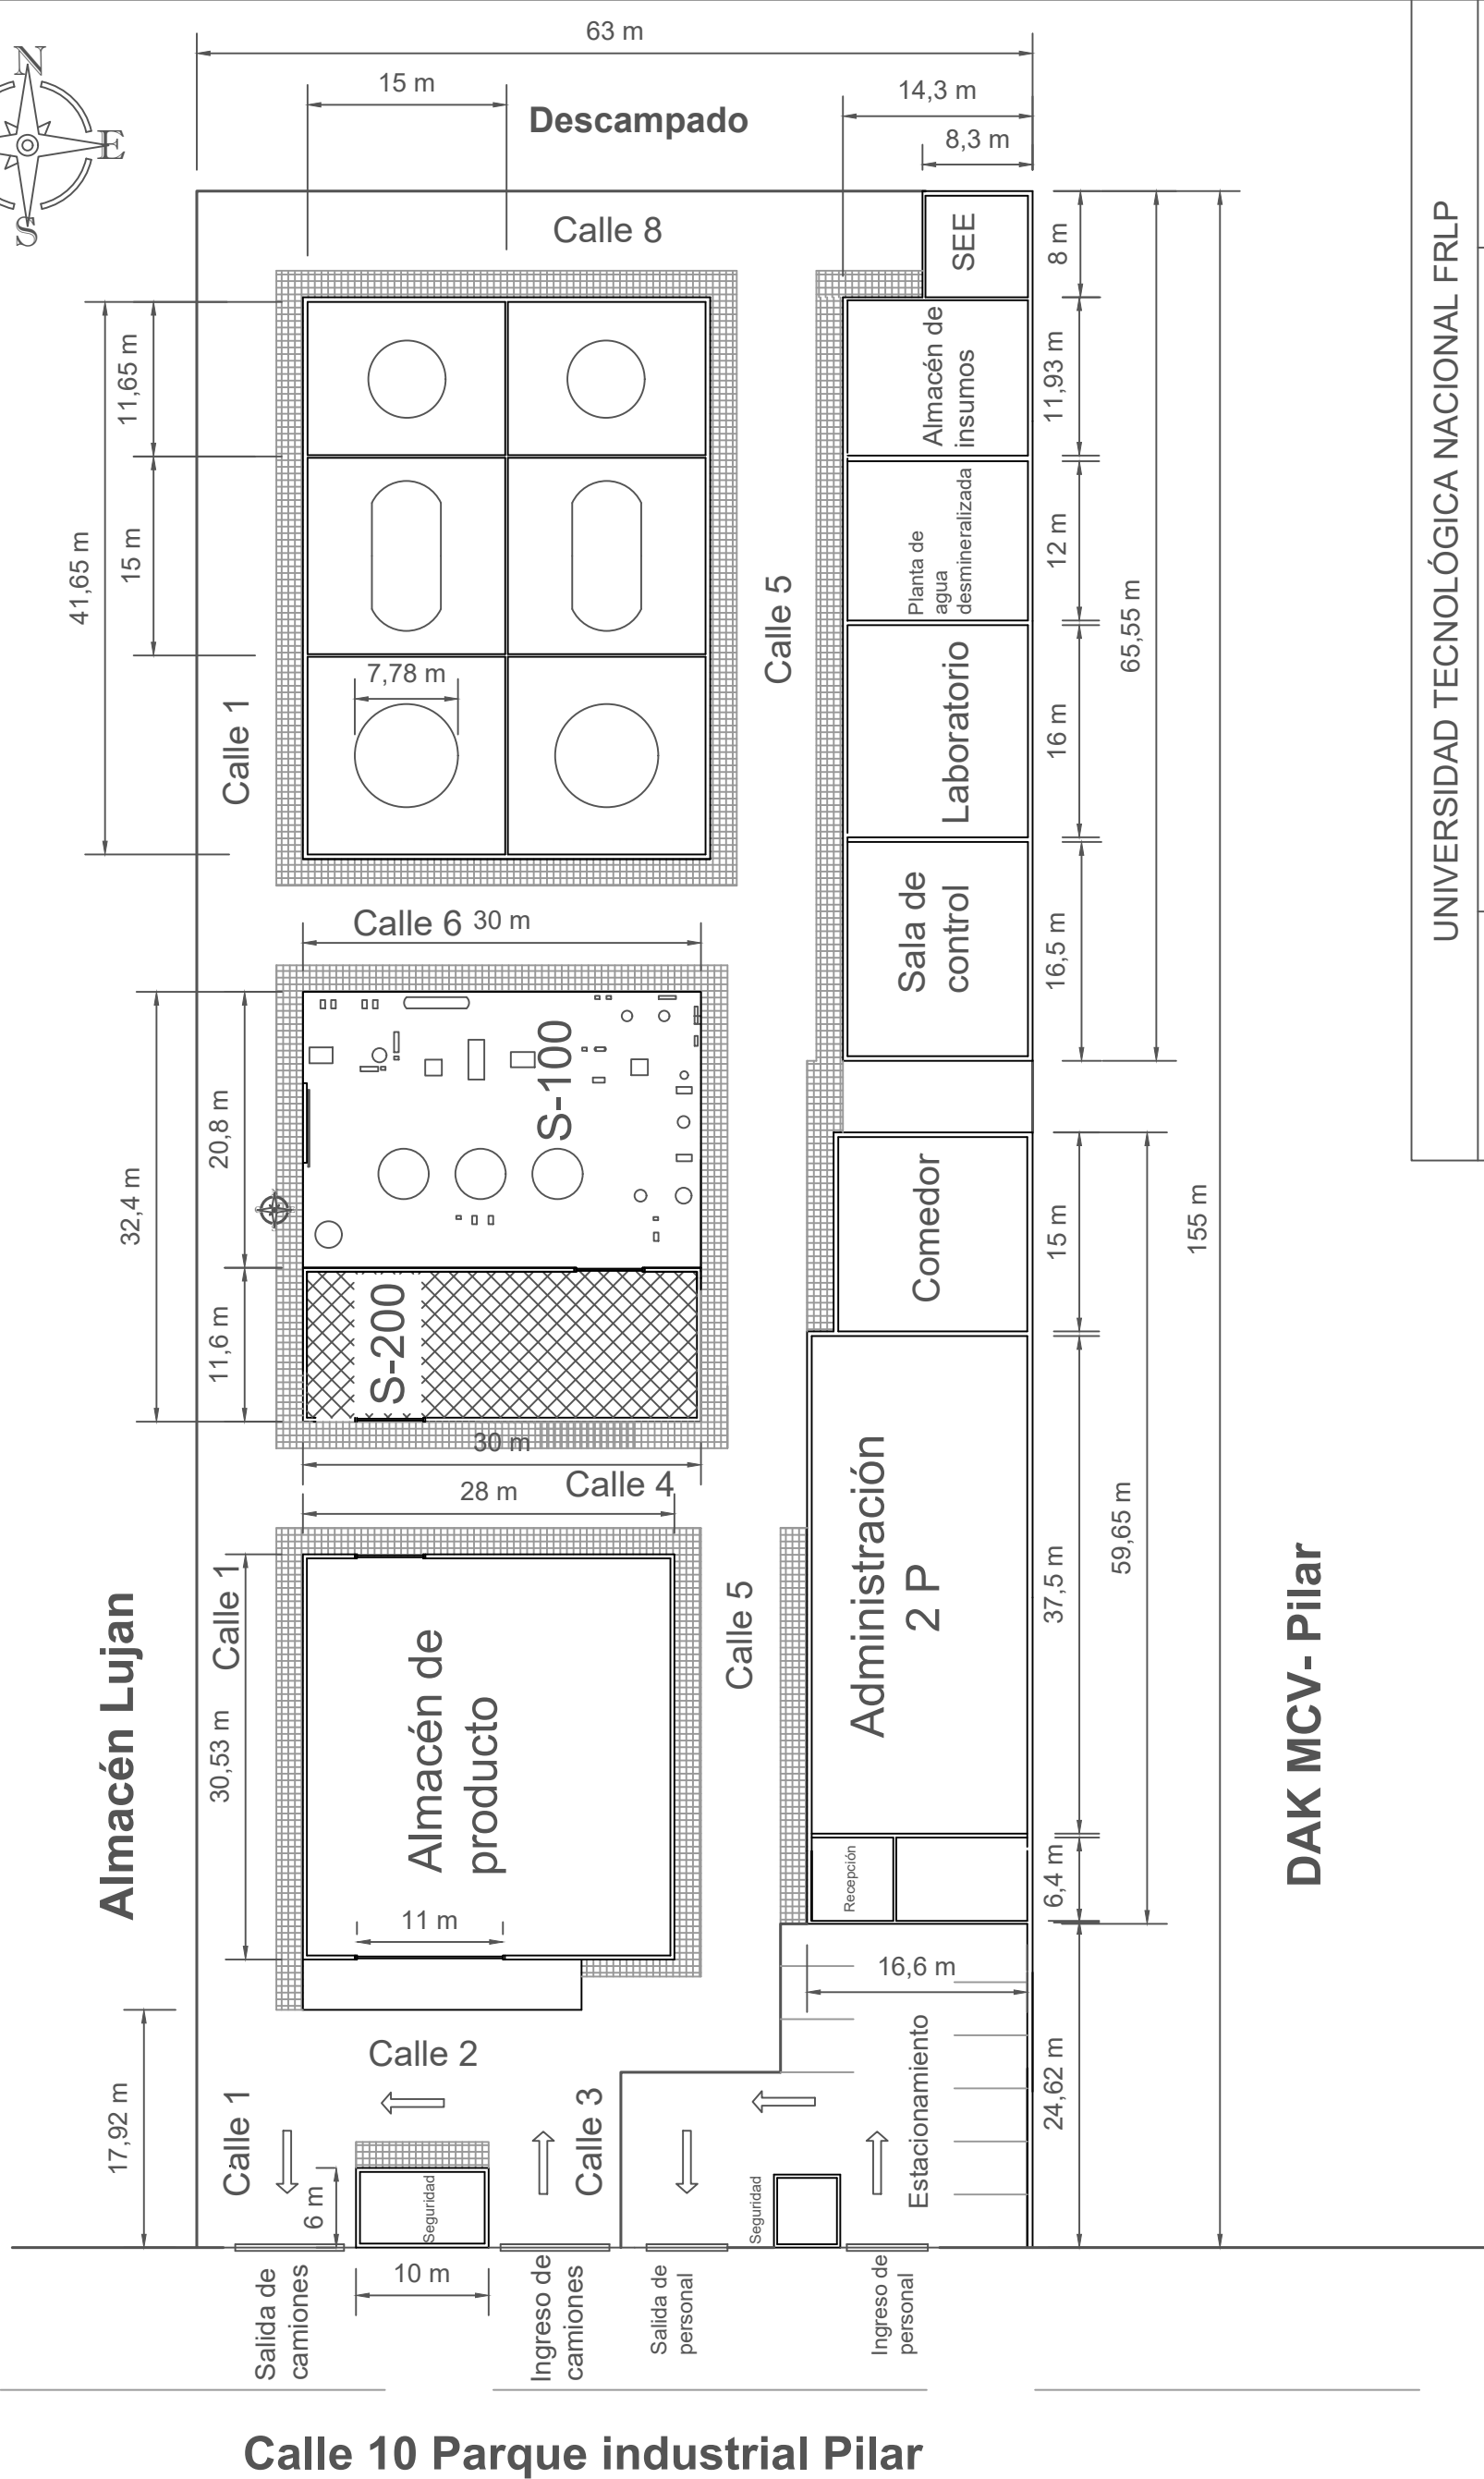 63 m
15 m
14,3 m
Descampado
8,3 m
N
E
S
Calle 8
SEE
8 m
11,65 m
Almacén de
insumos
11,93 m
41,65 m
15 m
Planta de
agua
desmineralizada
12 m
65,55 m
Calle 5
7,78 m
Calle 1
Laboratorio
16 m
Sala de
control
16,5 m
Calle 6
30 m
S-100
20,8 m
32,4 m
Comedor
15 m
155 m
11,6 m
S-200
30 m
Calle 4
28 m
Administración
2 P
37,5 m
59,65 m
Calle 1
Calle 5
Almacén Lujan
DAK MCV- Pilar
30,53 m
Almacén de
producto
11 m
Recepción
6,4 m
16,6 m
Calle 2
Estacionamiento
24,62 m
17,92 m
Calle 1
Calle 3
6 m
Seguridad
Seguridad
10 m
Salida de
camiones
Ingreso de
camiones
Salida de
personal
Ingreso de
personal
Calle 10 Parque industrial Pilar
UNIVERSIDAD TECNOLÓGICA NACIONAL FRLP